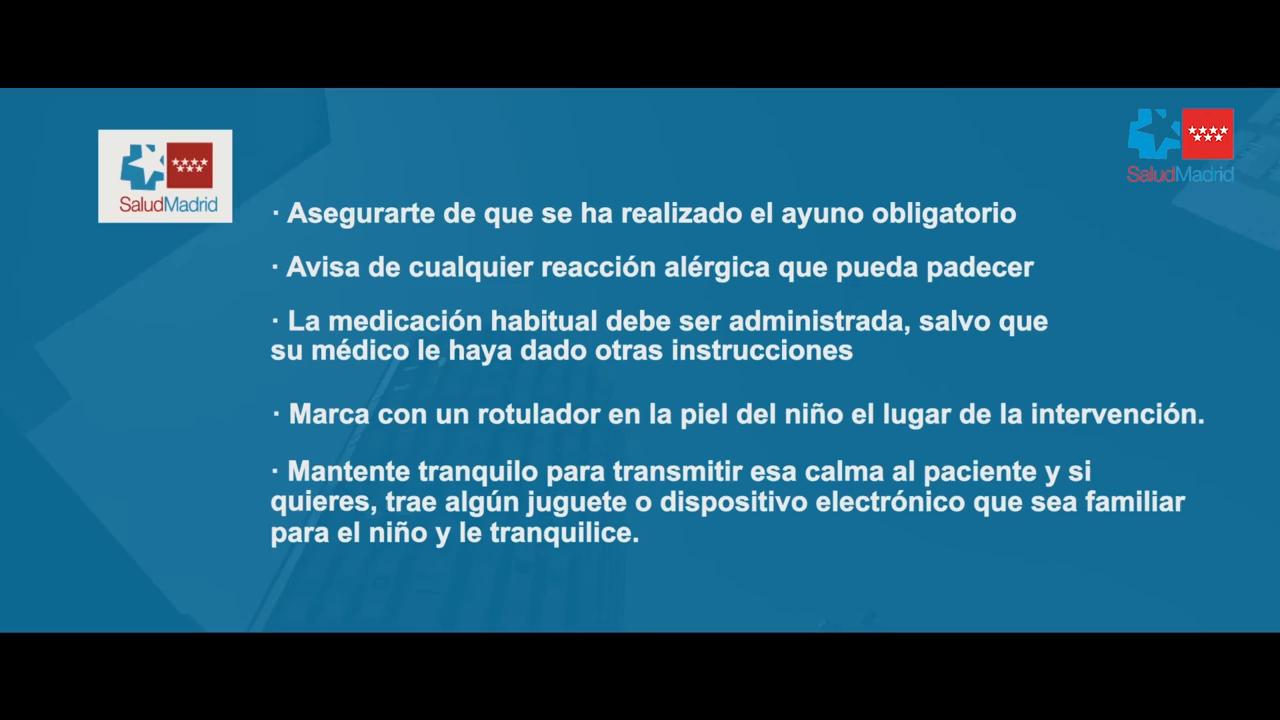 SaludMadrid
SaludMadrid
· Asegurarte de que se ha realizado el ayuno obligatorio
· Avisa de cualquier reacción alérgica que pueda padecer
· La medicación habitual debe ser administrada, salvo que
su médico le haya dado otras instrucciones
· Marca con un rotulador en la piel del niño el lugar de la intervención.
· Mantente tranquilo para transmitir esa calma al paciente y si
quieres, trae algún juguete o dispositivo electrónico que sea familiar
para el niño y le tranquilice.